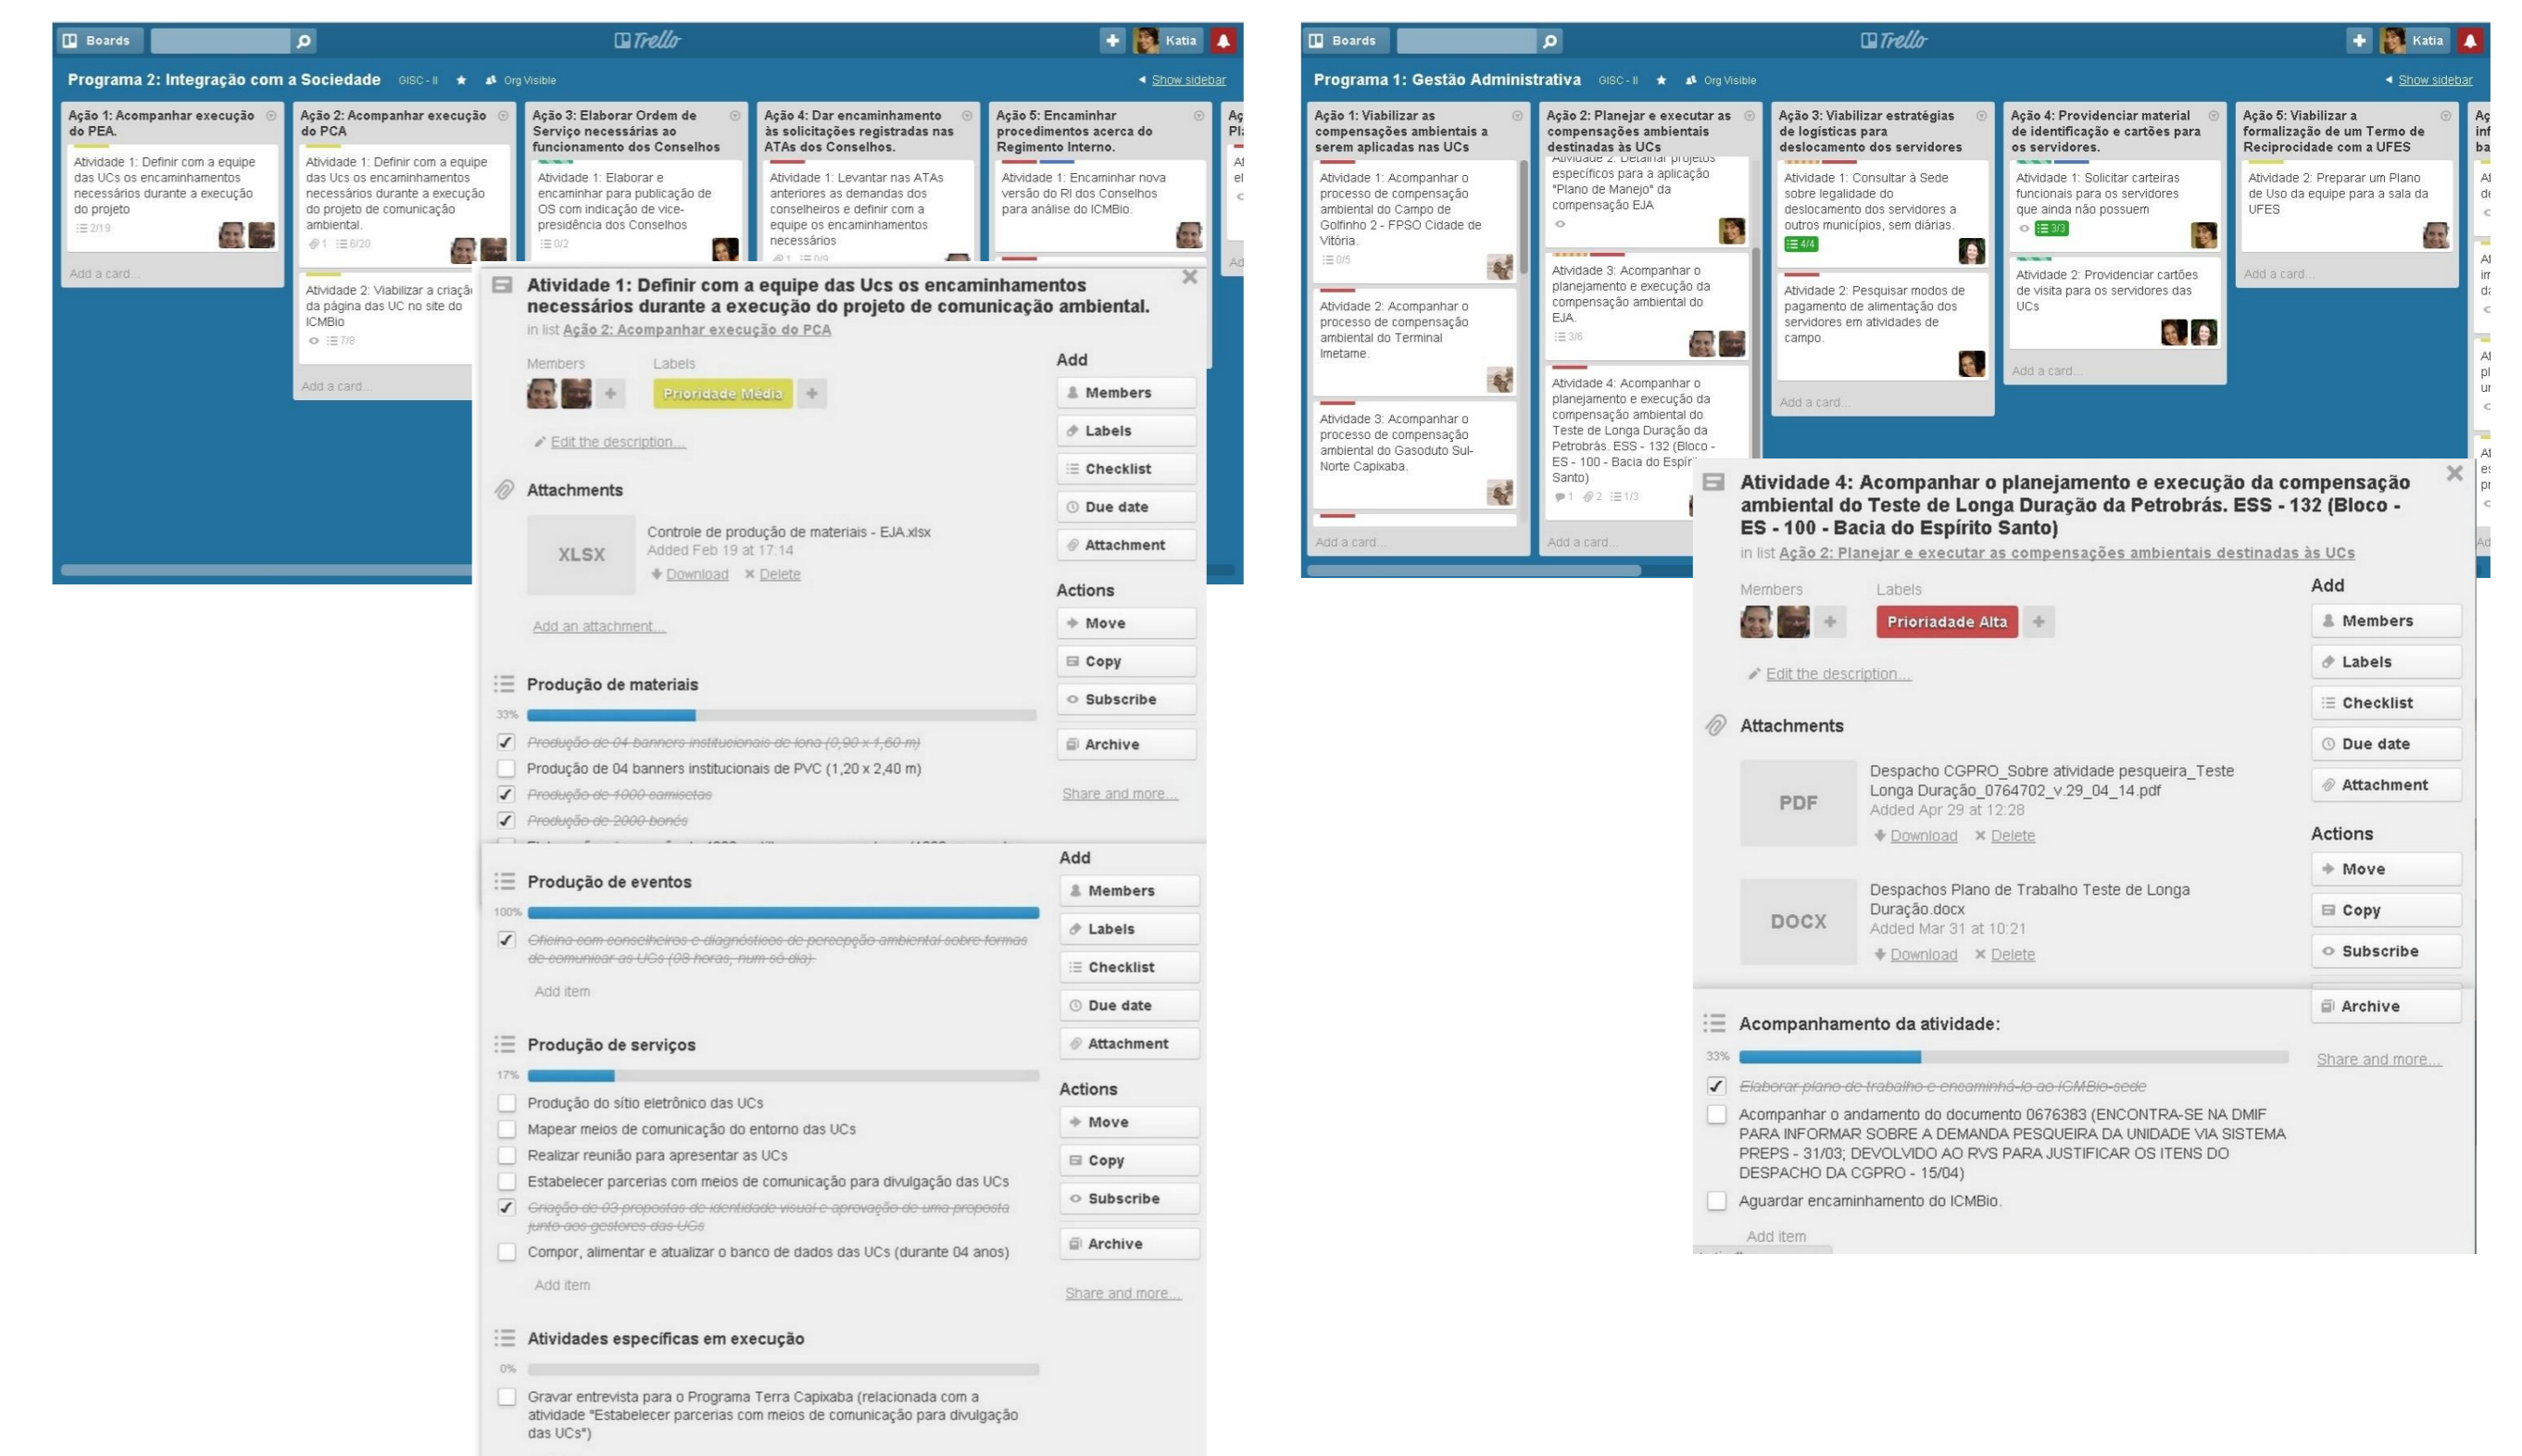 Boards
Trello
Katia
Programa 2: Integração com a Sociedade GISC - II Org Visible
Show sidebar
Ação 1: Acompanhar execução
do PEA.
Atividade 1: Definir com a equipe
das UCs os encaminhamentos
necessários durante a execução
do projeto
2/19
Add a card...
Ação 2: Acompanhar execução
do PCA
Atividade 1: Definir com a equipe
das Ucs os encaminhamentos
necessários durante a execução
do projeto de comunicação
ambiental.
1 6/20
Atividade 2: Viabilizar a criação
da página das UC no site do
ICMBio
7/8
Add a card...
Ação 3: Elaborar Ordem de
Serviço necessárias ao
funcionamento dos Conselhos
Atividade 1: Elaborar e
encaminhar para publicação de
OS com indicação de vice-
presidência dos Conselhos
0/2
Ação 4: Dar encaminhamento
às solicitações registradas nas
ATAs dos Conselhos.
Atividade 1: Levantar nas ATAs
anteriores as demandas dos
conselheiros e definir com a
equipe os encaminhamentos
necessários
1 0/9
Ação 5: Encaminhar
procedimentos acerca do
Regimento Interno.
Atividade 1: Encaminhar nova
versão do RI dos Conselhos
para análise do ICMBio.
Atividade 1: Definir com a equipe das Ucs os encaminhamentos
necessários durante a execução do projeto de comunicação ambiental.
in list Ação 2: Acompanhar execução do PCA
Members Labels
Prioridade Média
Edit the description...
Attachments
XLSX
Controle de produção de materiais - EJA.xlsx
Added Feb 19 at 17:14
Download Delete
Add an attachment...
Produção de materiais
33%
Produção de 04 banners institucionais de lona (0,90 x 1,60 m)
Produção de 04 banners institucionais de PVC (1,20 x 2,40 m)
Produção de 1000 camisetas
Produção de 2000 bonés
Add
Members
Labels
Checklist
Due date
Attachment
Actions
Move
Copy
Subscribe
Archive
Share and more...
Produção de eventos
100%
Oficina com conselheiros e diagnósticos de percepção ambiental sobre formas
de comunicar as UCs (08 horas, num só dia).
Add item
Produção de serviços
17%
Produção do sítio eletrônico das UCs
Mapear meios de comunicação do entorno das UCs
Realizar reunião para apresentar as UCs
Estabelecer parcerias com meios de comunicação para divulgação das UCs
Criação de 03 propostas de identidade visual e aprovação de uma proposta
junto aos gestores das UCs
Compor, alimentar e atualizar o banco de dados das UCs (durante 04 anos)
Add item
Atividades específicas em execução
0%
Gravar entrevista para o Programa Terra Capixaba (relacionada com a
atividade "Estabelecer parcerias com meios de comunicação para divulgação
das UCs")
Add
Members
Labels
Checklist
Due date
Attachment
Actions
Move
Copy
Subscribe
Archive
Share and more...
Boards
Trello
Katia
Programa 1: Gestão Administrativa GISC - II Org Visible
Show sidebar
Ação 1: Viabilizar as
compensações ambientais a
serem aplicadas nas UCs
Atividade 1: Acompanhar o
processo de compensação
ambiental do Campo de
Golfinho 2 - FPSO Cidade de
Vitória.
0/5
Atividade 2: Acompanhar o
processo de compensação
ambiental do Terminal
Imetame.
Atividade 3: Acompanhar o
processo de compensação
ambiental do Gasoduto Sul-
Norte Capixaba.
Add a card...
Ação 2: Planejar e executar as
compensações ambientais
destinadas às UCs
Atividade 2: Detalhar projetos
específicos para a aplicação
"Plano de Manejo" da
compensação EJA
Atividade 3: Acompanhar o
planejamento e execução da
compensação ambiental do
EJA.
3/6
Atividade 4: Acompanhar o
planejamento e execução da
compensação ambiental do
Teste de Longa Duração da
Petrobrás. ESS - 132 (Bloco -
ES - 100 - Bacia do Espírito
Santo)
1 2 1/3
Add a card...
Ação 3: Viabilizar estratégias
de logísticas para
deslocamento dos servidores
Atividade 1: Consultar à Sede
sobre legalidade do
deslocamento dos servidores a
outros municípios, sem diárias.
4/4
Atividade 2: Pesquisar modos de
pagamento de alimentação dos
servidores em atividades de
campo.
Add a card...
Ação 4: Providenciar material
de identificação e cartões para
os servidores.
Atividade 1: Solicitar carteiras
funcionais para os servidores
que ainda não possuem
3/3
Atividade 2: Providenciar cartões
de visita para os servidores das
UCs
Add a card...
Ação 5: Viabilizar a
formalização de um Termo de
Reciprocidade com a UFES
Atividade 2: Preparar um Plano
de Uso da equipe para a sala da
UFES
Add a card...
Atividade 4: Acompanhar o planejamento e execução da compensação
ambiental do Teste de Longa Duração da Petrobrás. ESS - 132 (Bloco -
ES - 100 - Bacia do Espírito Santo)
in list Ação 2: Planejar e executar as compensações ambientais destinadas às UCs
Members Labels
Prioriadade Alta
Edit the description...
Attachments
PDF
Despacho CGPRO_Sobre atividade pesqueira_Teste
Longa Duração_0764702_v.29_04_14.pdf
Added Apr 29 at 12:28
Download Delete
DOCX
Despachos Plano de Trabalho Teste de Longa
Duração.docx
Added Mar 31 at 10:21
Download Delete
Acompanhamento da atividade:
33%
Elaborar plano de trabalho e encaminhá-lo ao ICMBio-sede
Acompanhar o andamento do documento 0676383 (ENCONTRA-SE NA DMIF
PARA INFORMAR SOBRE A DEMANDA PESQUEIRA DA UNIDADE VIA SISTEMA
PREPS - 31/03; DEVOLVIDO AO RVS PARA JUSTIFICAR OS ITENS DO
DESPACHO DA CGPRO - 15/04)
Aguardar encaminhamento do ICMBio.
Add item
Add
Members
Labels
Checklist
Due date
Attachment
Actions
Move
Copy
Subscribe
Archive
Share and more...